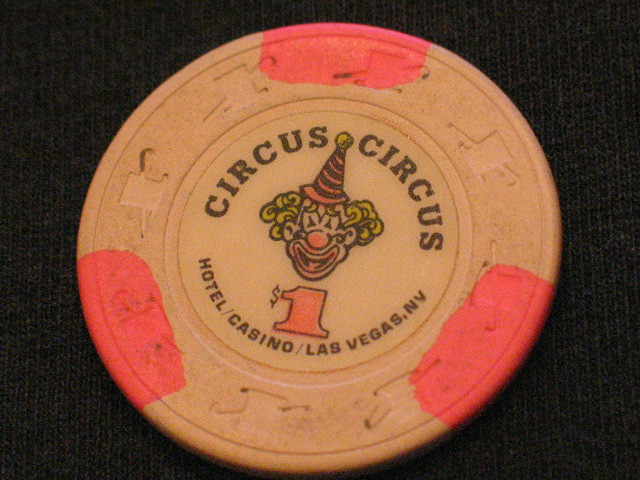 CIRCUS CIRCUS
$1
HOTEL/CASINO/LAS VEGAS, NV